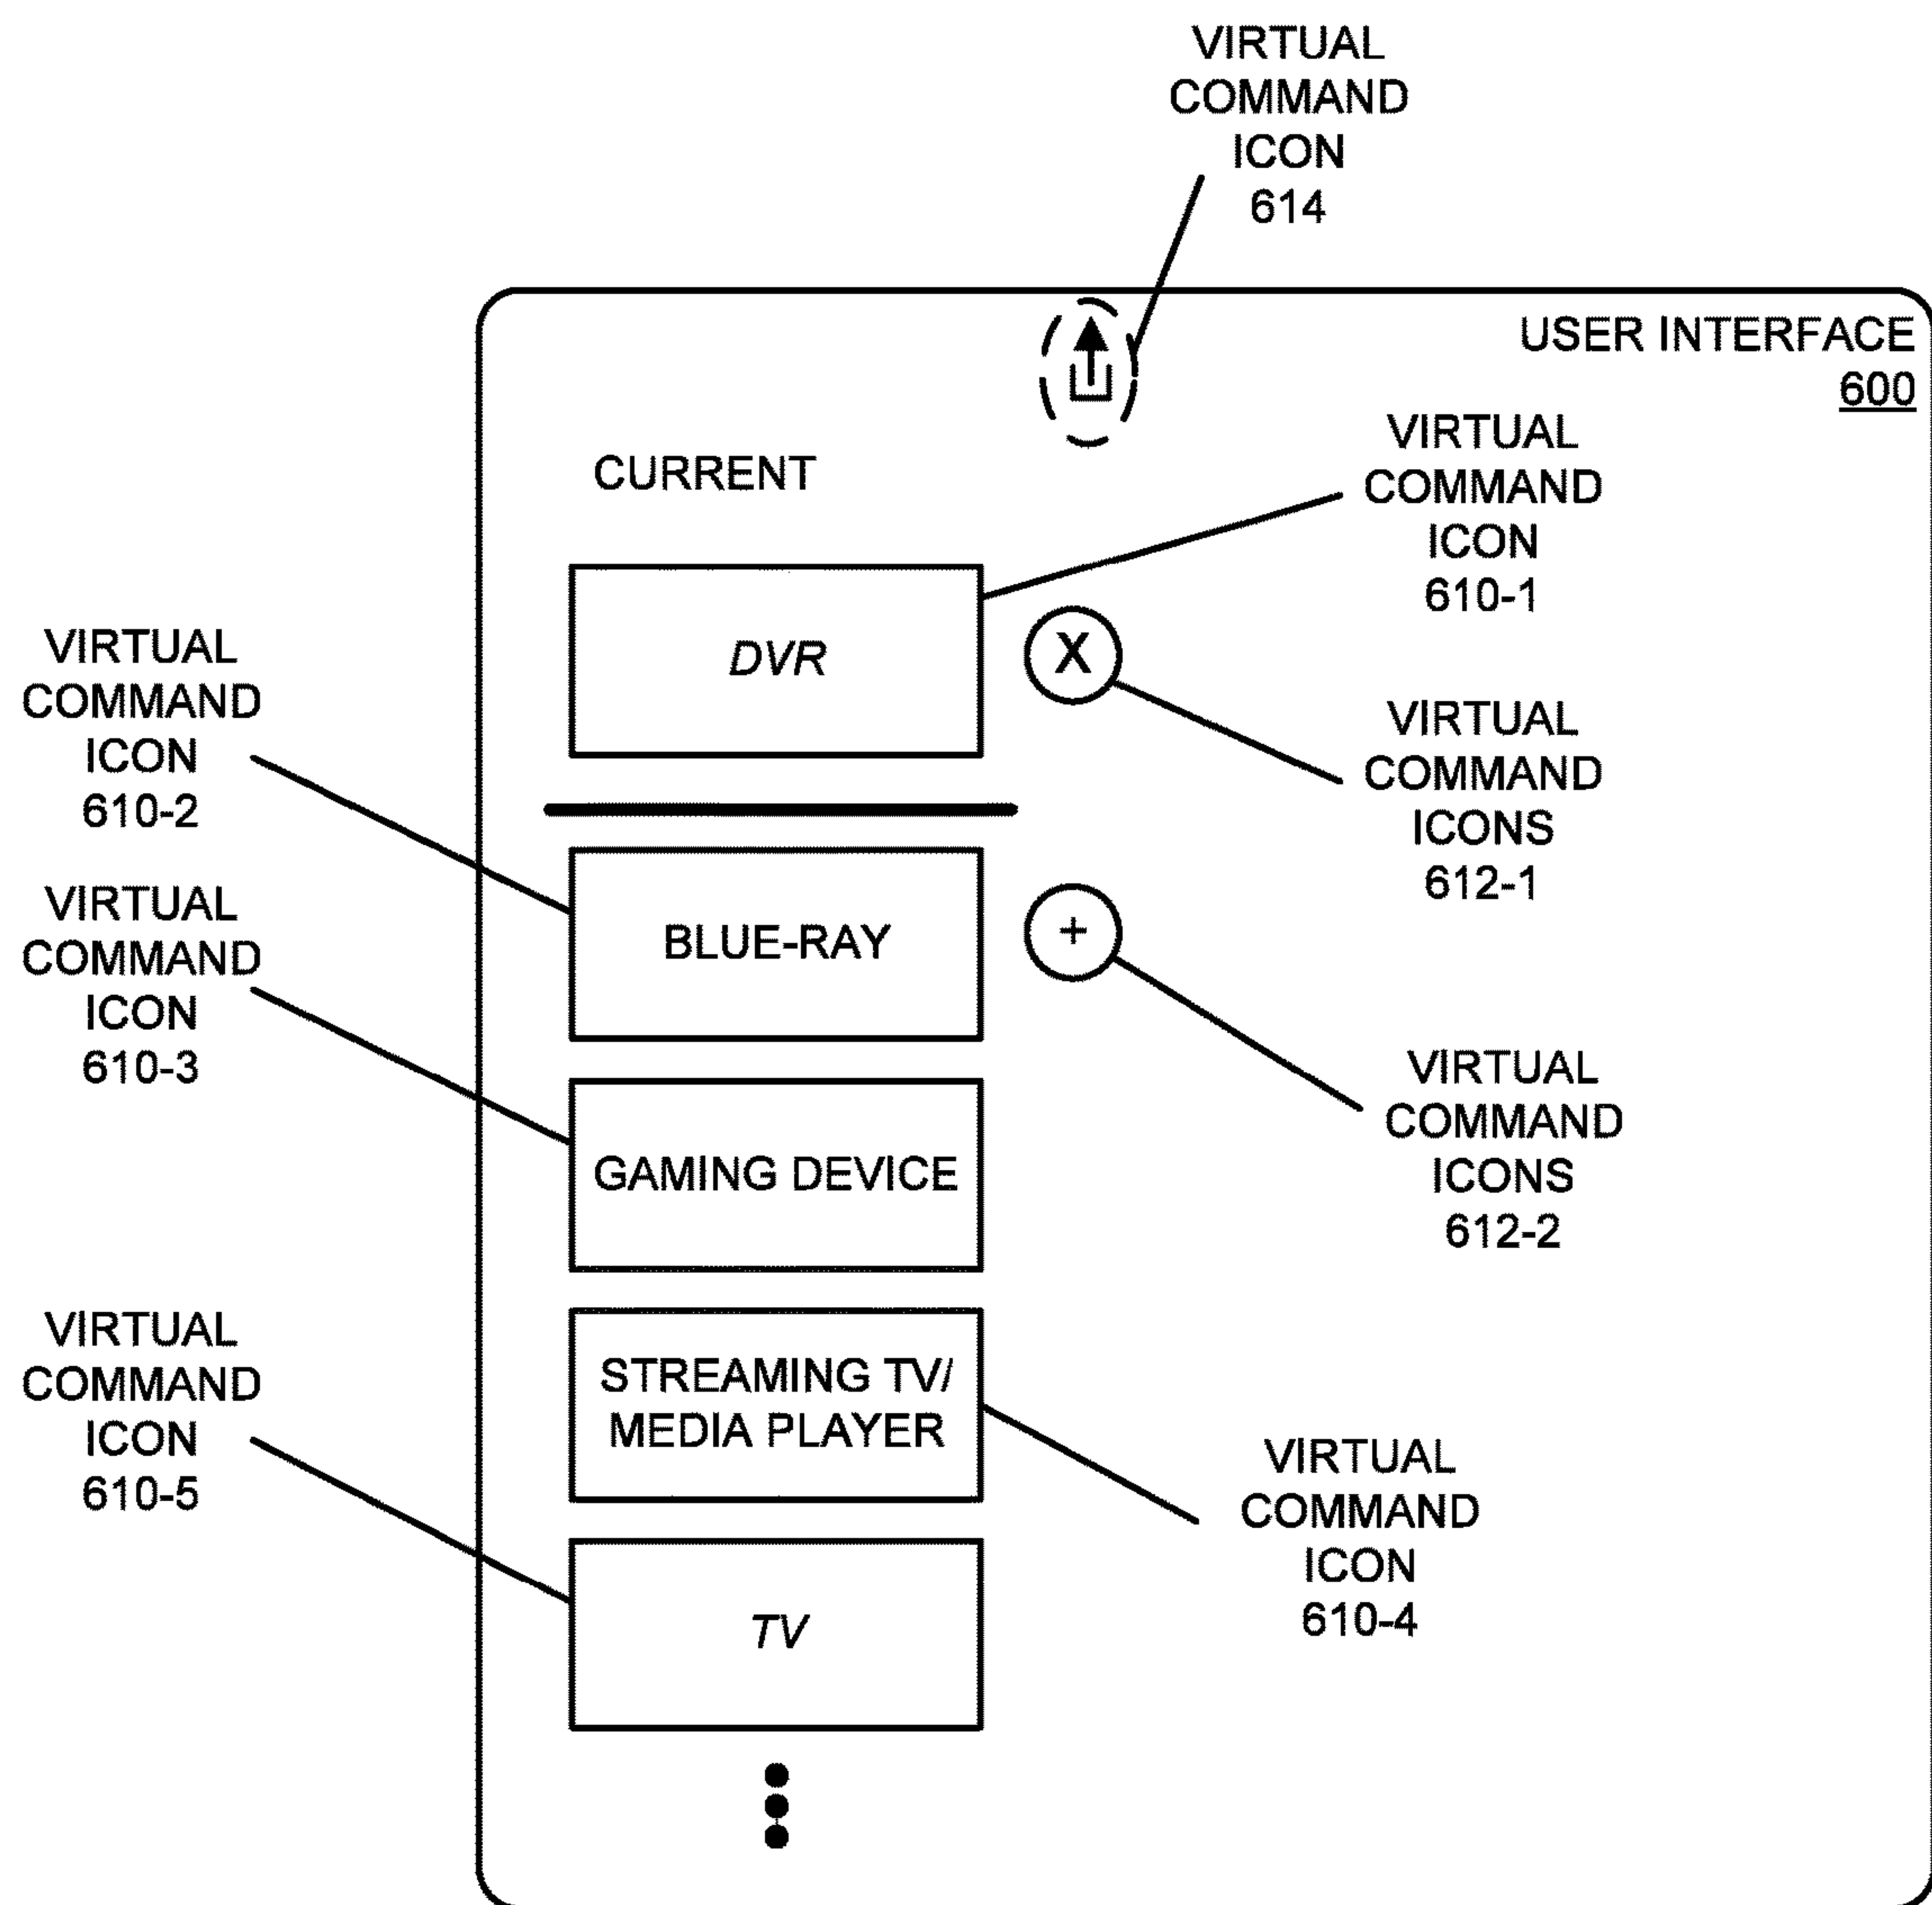 VIRTUAL
COMMAND
ICON
614
USER INTERFACE
600
CURRENT
VIRTUAL
COMMAND
ICON
610-1
DVR
X
VIRTUAL
COMMAND
ICON
610-2
VIRTUAL
COMMAND
ICONS
612-1
BLUE-RAY
+
VIRTUAL
COMMAND
ICON
610-3
GAMING DEVICE
VIRTUAL
COMMAND
ICONS
612-2
STREAMING TV/
MEDIA PLAYER
VIRTUAL
COMMAND
ICON
610-5
VIRTUAL
COMMAND
ICON
610-4
TV